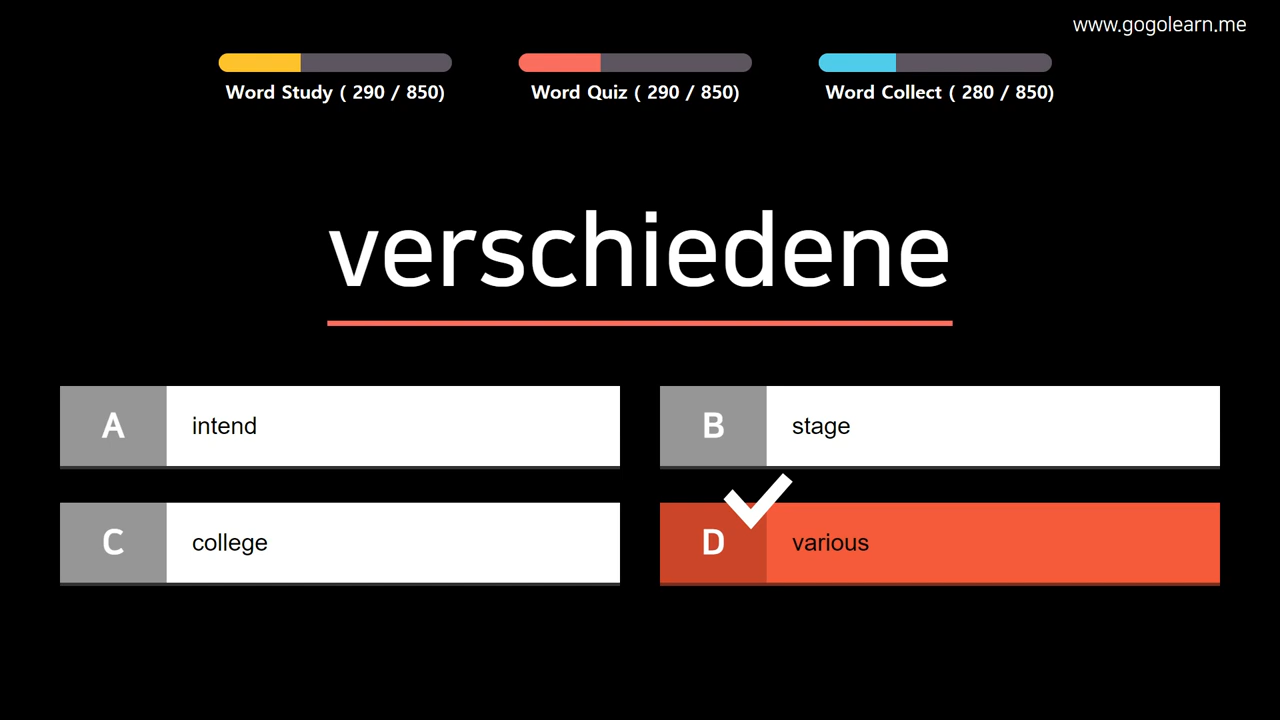 www.gogolearn.me
Word Study ( 290 / 850)
Word Quiz ( 290 / 850)
Word Collect ( 280 / 850)
verschiedene
A intend
B stage
C college
D various